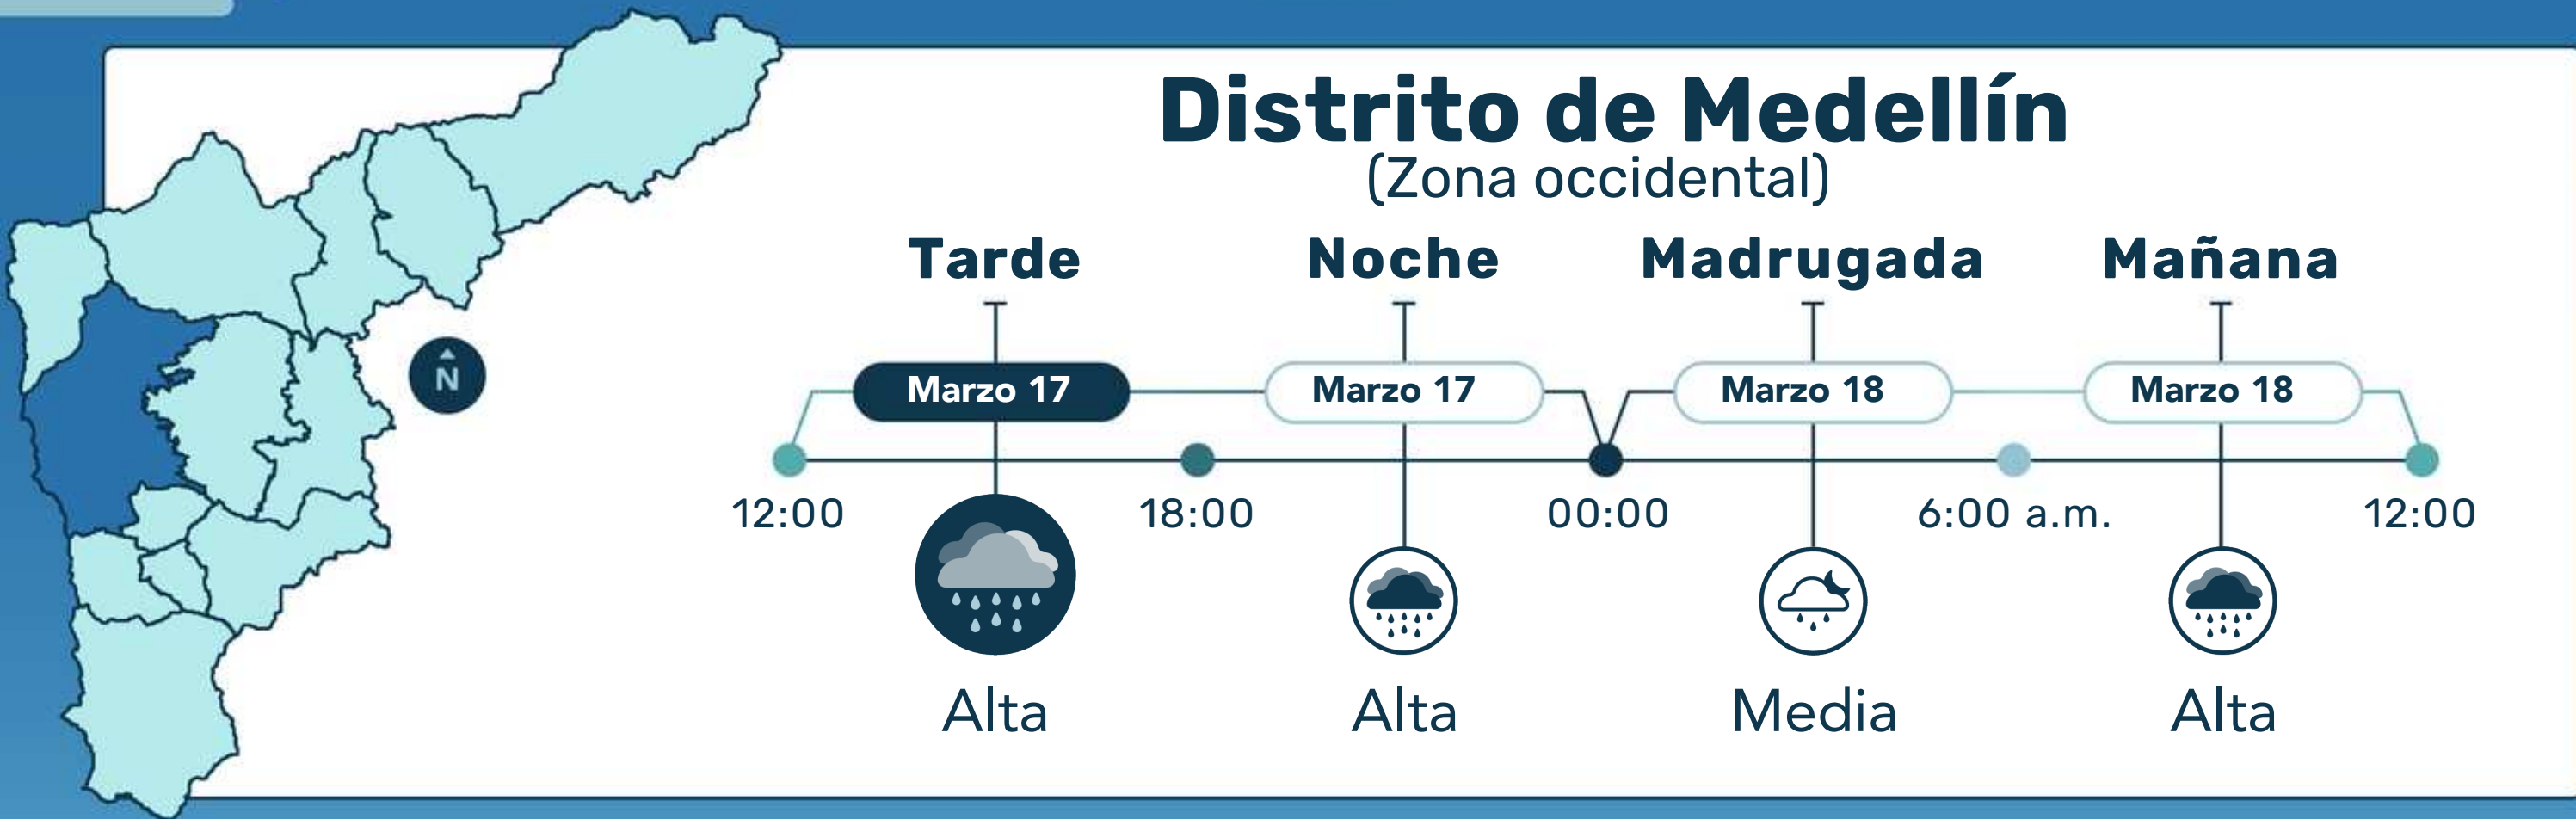 Distrito de Medellín
(Zona occidental)
Tarde Noche Madrugada Mañana
N
Marzo 17 Marzo 17 Marzo 18 Marzo 18
12:00 18:00 00:00 6:00 a.m. 12:00
Alta Alta Media Alta